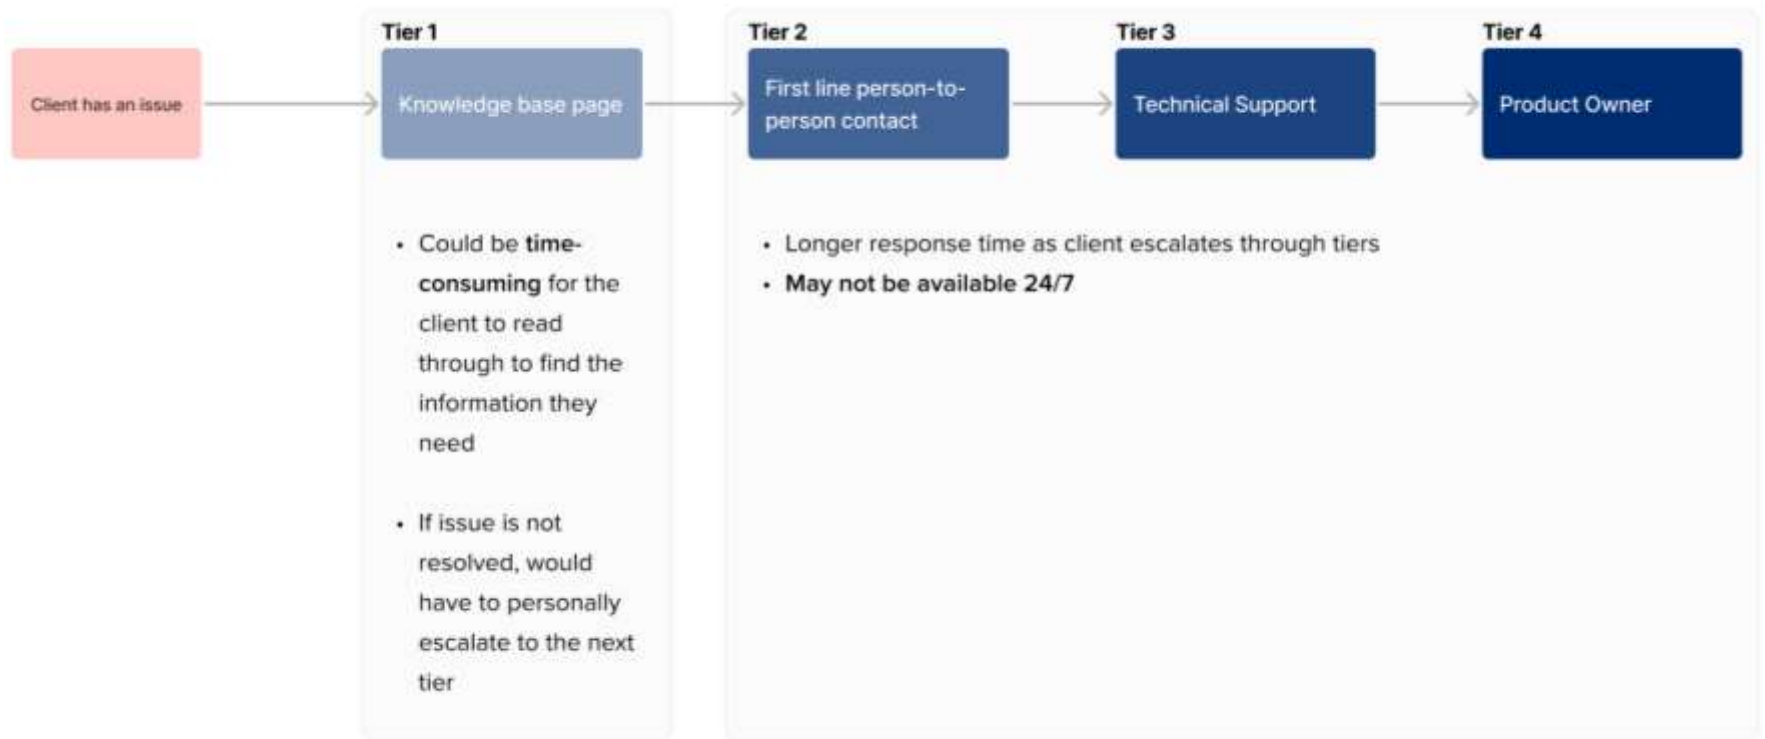 Tier 1
Tier 2
Tier 3
Tier 4
Client has an issue
Knowledge base page
First line person-to-
person contact
Technical Support
Product Owner
• Could be time-
consuming for the
client to read
through to find the
information they
need
• If issue is not
resolved, would
have to personally
escalate to the next
tier
• Longer response time as client escalates through tiers
• May not be available 24/7